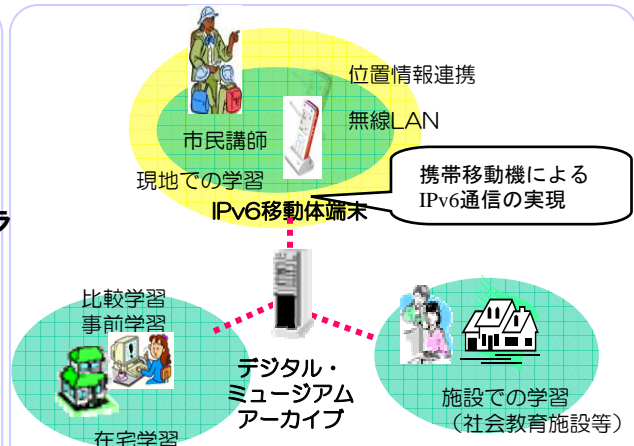 位置情報連携
無線LAN
市民講師
現地での学習
IPv6移動体端末
携帯移動機による
IPv6通信の実現
ラ
比較学習
事前学習
在宅学習
デジタル・
ミュージアム
アーカイブ
施設での学習
(社会教育施設等)